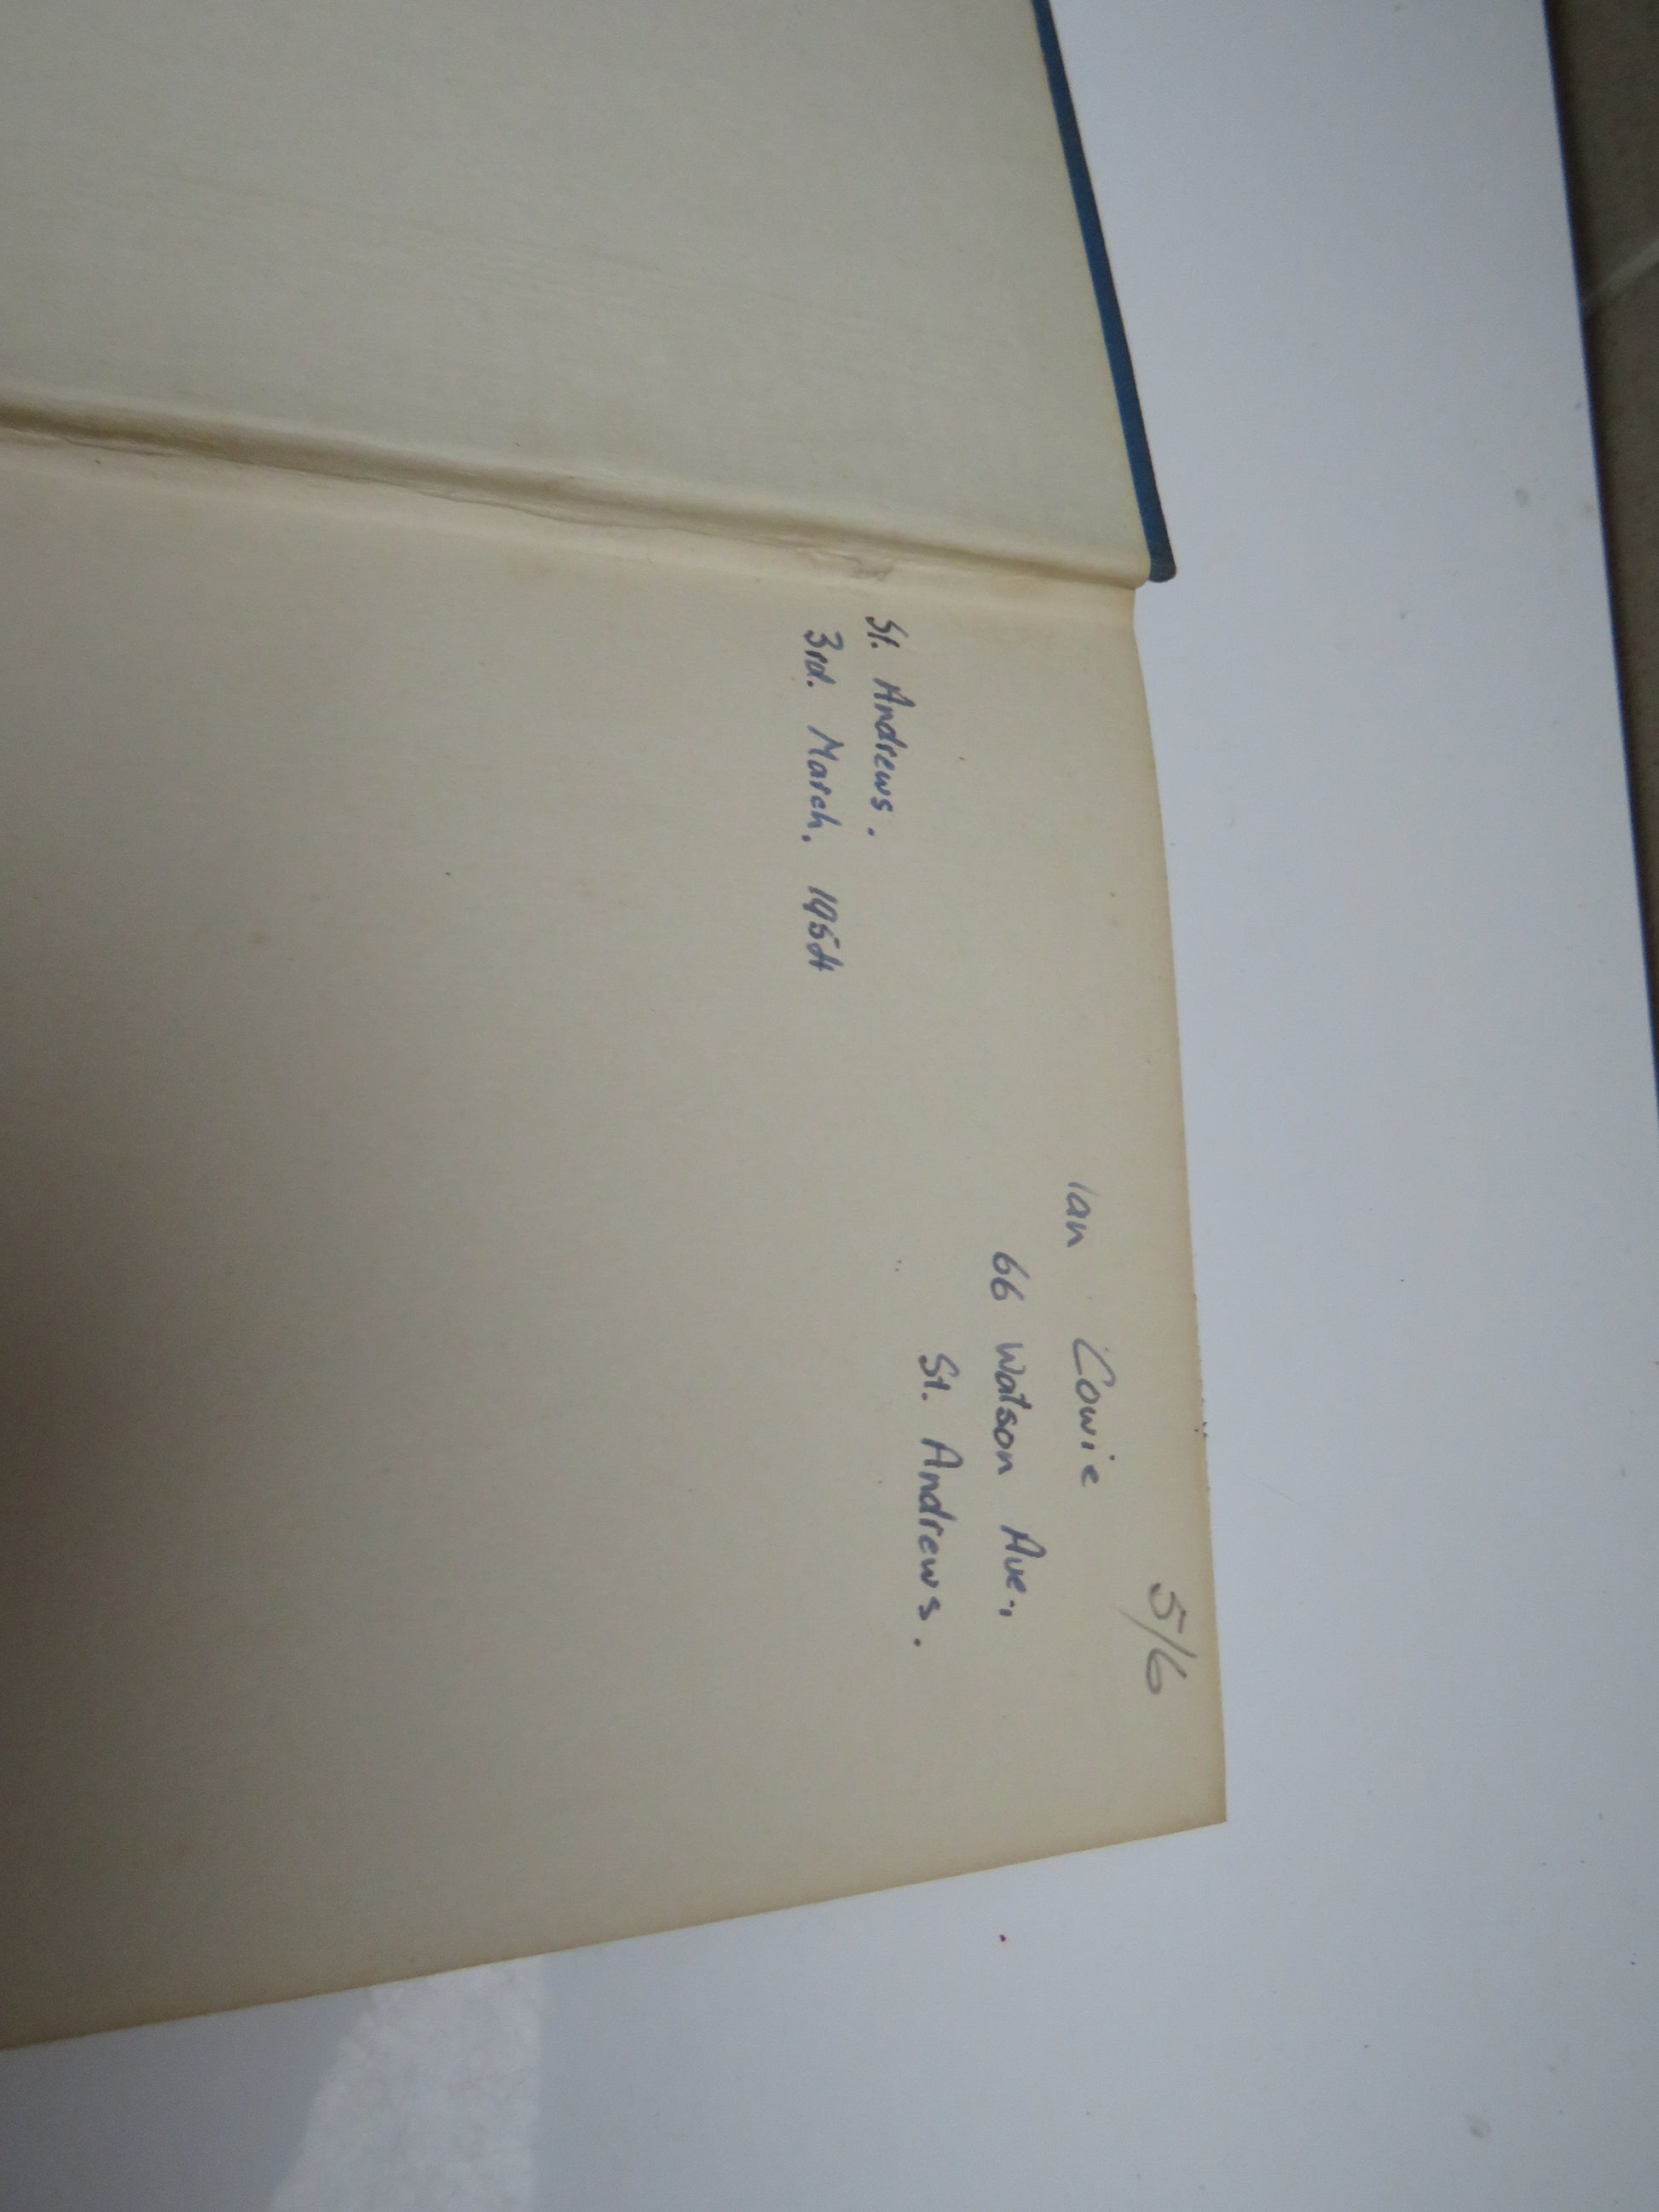 5/6
Ian Cowie
66 Watson Ave.,
St. Andrews.
St. Andrews.
3rd. March, 1954